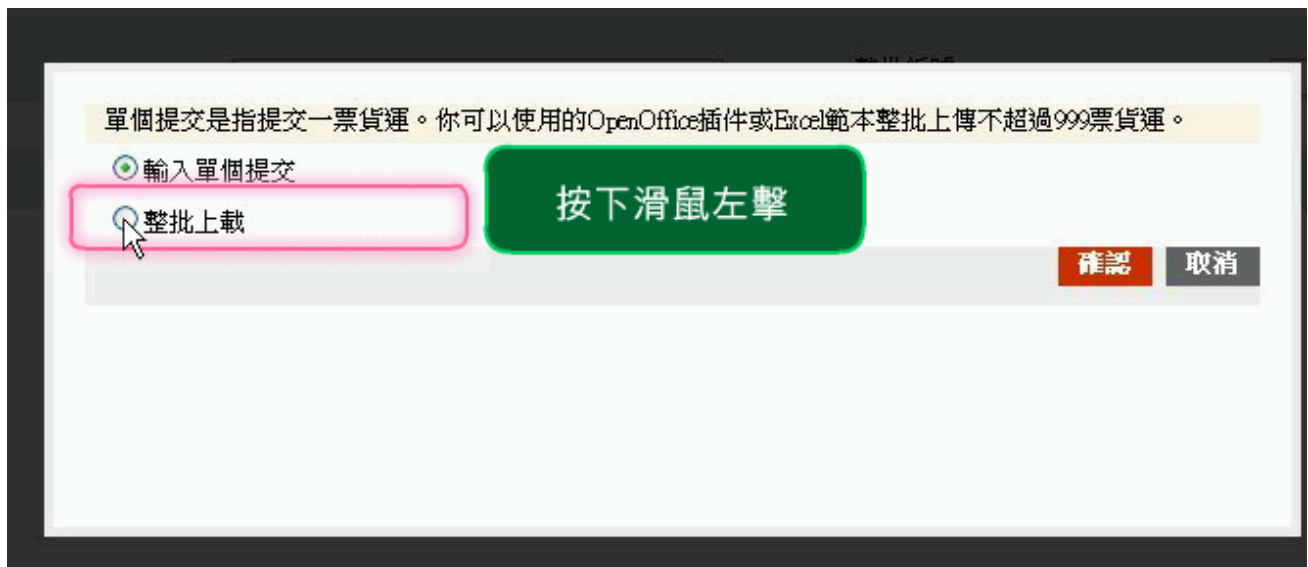 單個提交是指提交一票貨運。你可以使用的OpenOffice插件或Excel範本整批上傳不超過999票貨運。
輸入單個提交
整批上載
按下滑鼠左擊
確認 取消